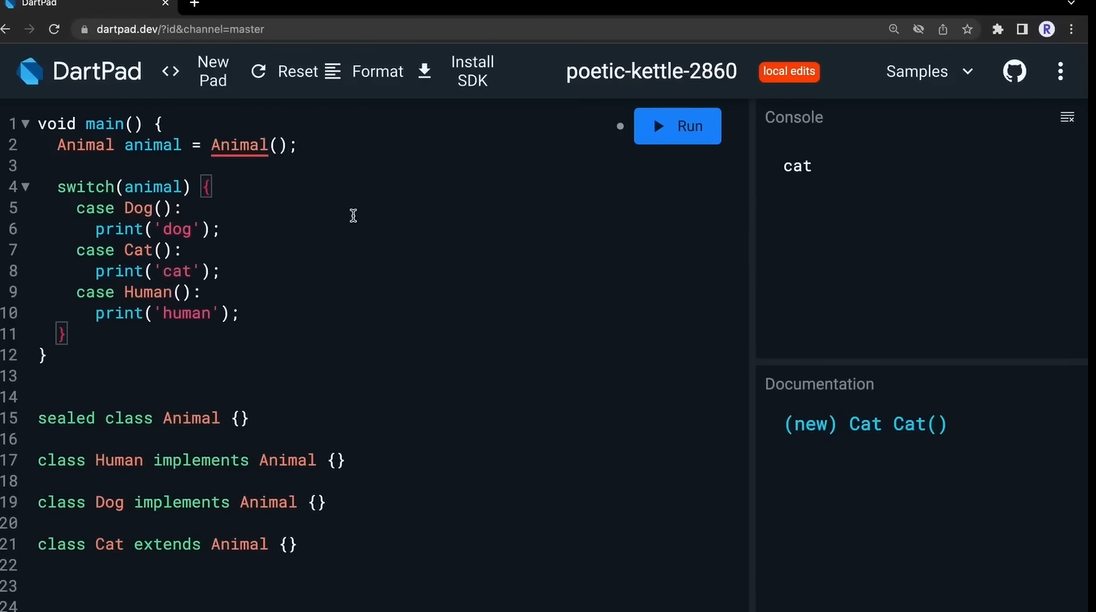 DartPad
dartpad.dev/?id&channel=master
R
DartPad
<> New Pad
Reset
Format
Install SDK
poetic-kettle-2860
local edits
Samples
1 void main() {
2   Animal animal = Animal();
3
4   switch(animal) {
5     case Dog():
6       print('dog');
7     case Cat():
8       print('cat');
9     case Human():
10       print('human');
11   }
12 }
13
14
15 sealed class Animal {}
16
17 class Human implements Animal {}
18
19 class Dog implements Animal {}
20
21 class Cat extends Animal {}
22
23
24
Run
Console
cat
Documentation
(new) Cat Cat()